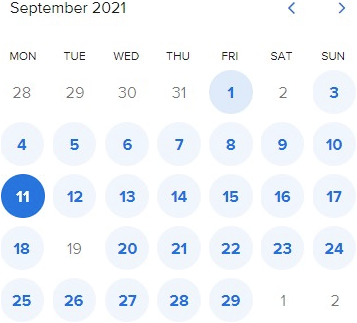 September 2021
MON TUE WED THU FRI SAT SUN
28 29 30 31 1 2 3
4 5 6 7 8 9 10
11 12 13 14 15 16 17
18 19 20 21 22 23 24
25 26 27 28 29 1 2